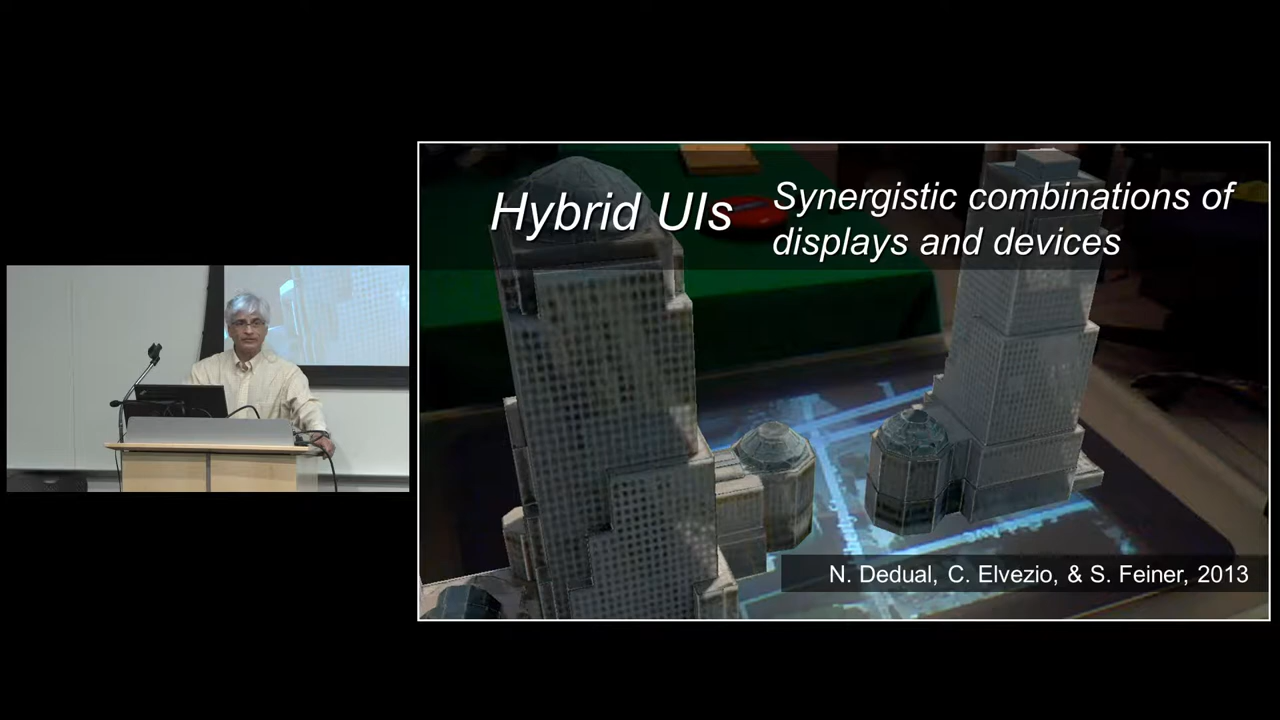 Hybrid UIs
Synergistic combinations of
displays and devices
N. Dedual, C. Elvezio, & S. Feiner, 2013